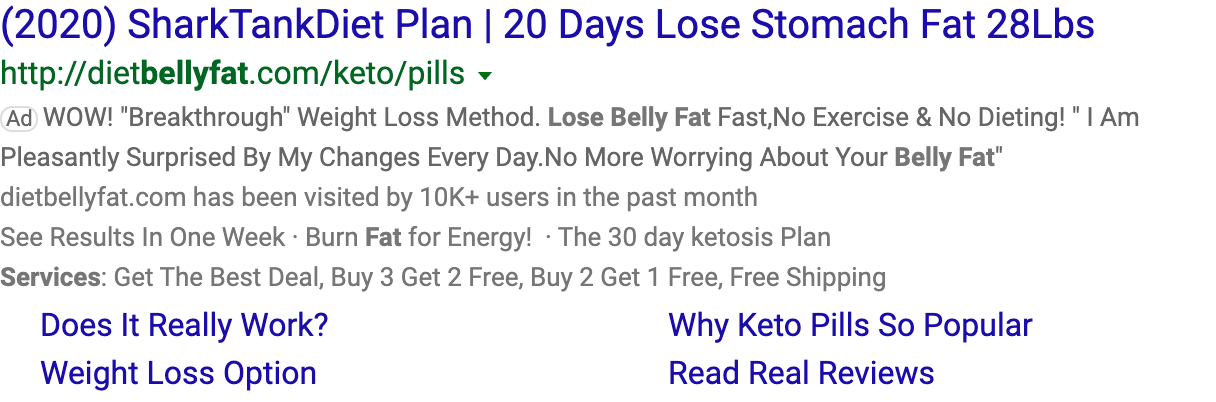 (2020) SharkTankDiet Plan | 20 Days Lose Stomach Fat 28Lbs
http://dietbellyfat.com/keto/pills
Ad WOW! "Breakthrough" Weight Loss Method. Lose Belly Fat Fast,No Exercise & No Dieting! " I Am
Pleasantly Surprised By My Changes Every Day.No More Worrying About Your Belly Fat"
dietbellyfat.com has been visited by 10K+ users in the past month
See Results In One Week · Burn Fat for Energy! · The 30 day ketosis Plan
Services: Get The Best Deal, Buy 3 Get 2 Free, Buy 2 Get 1 Free, Free Shipping
Does It Really Work? Why Keto Pills So Popular
Weight Loss Option Read Real Reviews